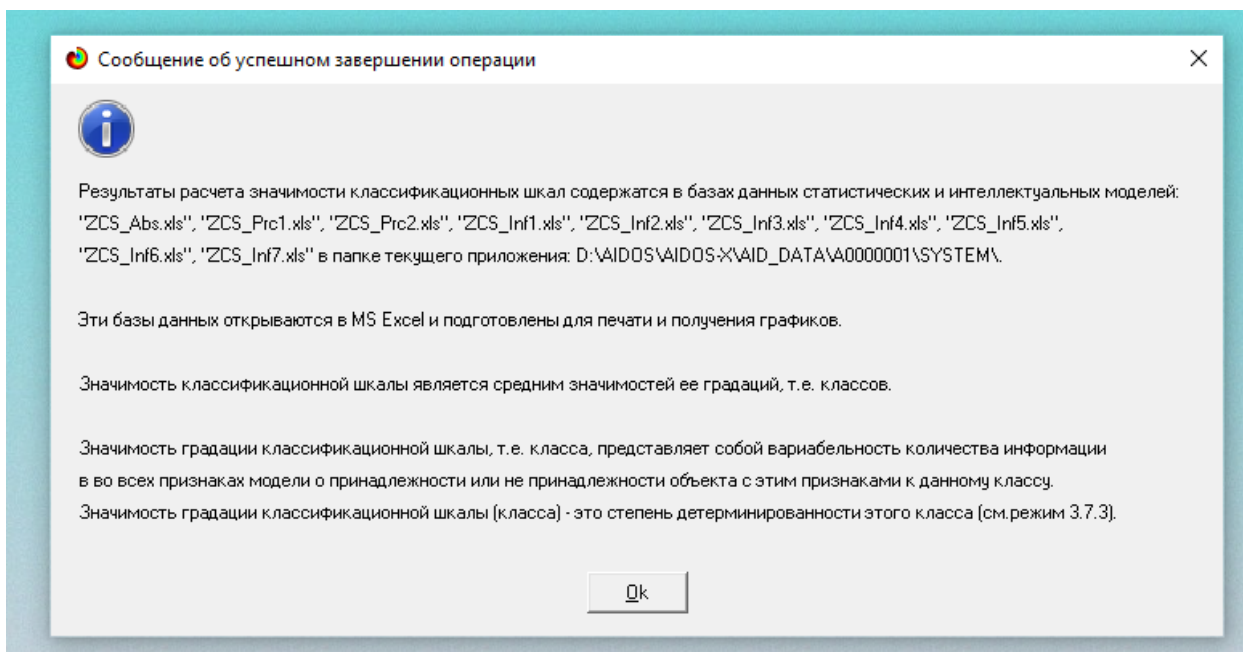 Сообщение об успешном завершении операции
Результаты расчета значимости классификационных шкал содержатся в базах данных статистических и интеллектуальных моделей:
"ZCS_Abs.xls", "ZCS_Prc1.xls", "ZCS_Prc2.xls", "ZCS_Inf1.xls", "ZCS_Inf2.xls", "ZCS_Inf3.xls", "ZCS_Inf4.xls", "ZCS_Inf5.xls",
"ZCS_Inf6.xls", "ZCS_Inf7.xls" в папке текущего приложения: D:\AIDOS\AIDOS-X\AID_DATA\A0000001\SYSTEM\.
Эти базы данных открываются в MS Excel и подготовлены для печати и получения графиков.
Значимость классификационной шкалы является средним значимостей ее градаций, т.е. классов.
Значимость градации классификационной шкалы, т.е. класса, представляет собой вариабельность количества информации
в во всех признаках модели о принадлежности или не принадлежности объекта с этим признаками к данному классу.
Значимость градации классификационной шкалы (класса) - это степень детерминированности этого класса (см.режим 3.7.3).
Ok